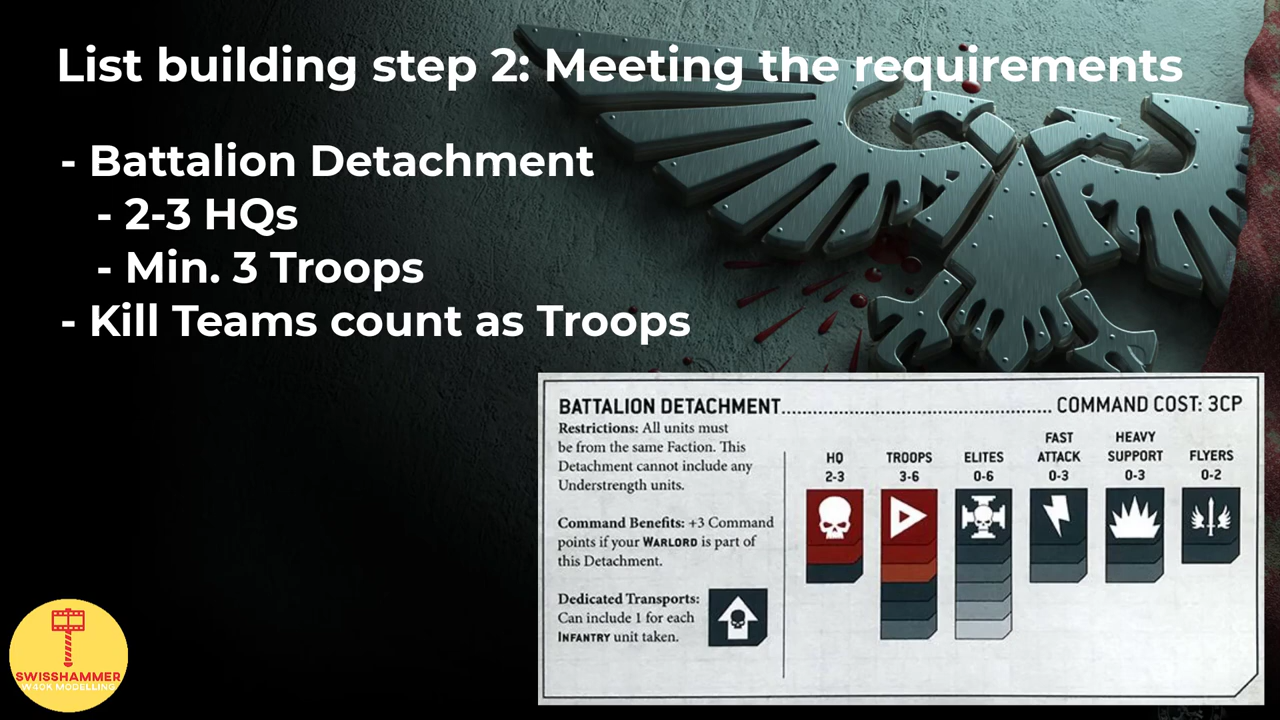 List building step 2: Meeting the requirements
- Battalion Detachment
- 2-3 HQs
- Min. 3 Troops
- Kill Teams count as Troops
BATTALION DETACHMENT.......................................................... COMMAND COST: 3CP
Restrictions: All units must
be from the same Faction. This
Detachment cannot include any
Understrength units.
Command Benefits: +3 Command
points if your WARLORD is part of
this Detachment.
Dedicated Transports:
Can include 1 for each
INFANTRY unit taken.
HQ
2-3
TROOPS
3-6
ELITES
0-6
FAST
ATTACK
0-3
HEAVY
SUPPORT
0-3
FLYERS
0-2
SWISSHAMMER
W40K MODELLING